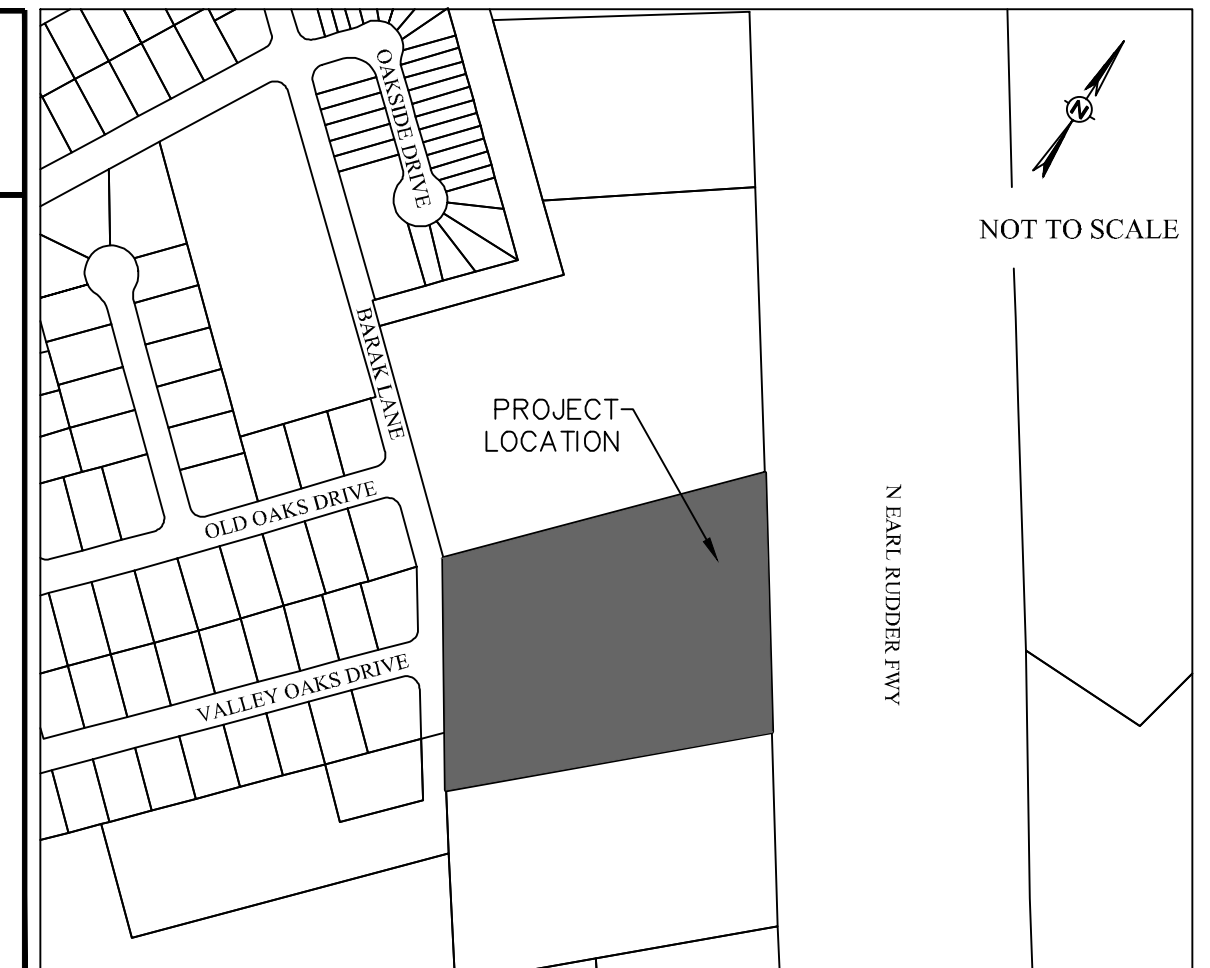 OAKSIDE DRIVE
N
NOT TO SCALE
BARAK LANE
PROJECT
LOCATION
OLD OAKS DRIVE
N EARL RUDDER FWY
VALLEY OAKS DRIVE